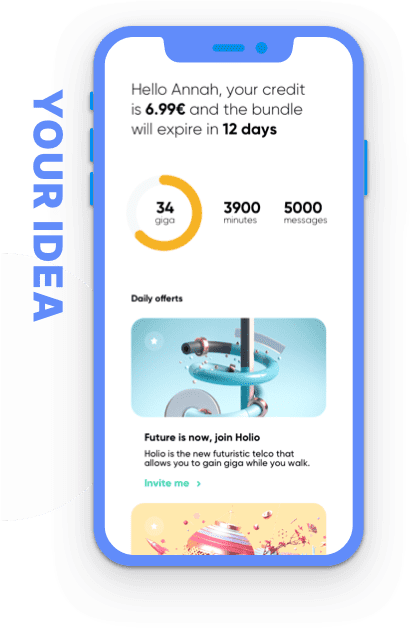 YOUR IDEA
Hello Annah, your credit
is 6.99€ and the bundle
will expire in 12 days
34
giga
3900
minutes
5000
messages
Daily offerts
Future is now, join Holio
Holio is the new futuristic telco that
allows you to gain giga while you walk.
Invite me >